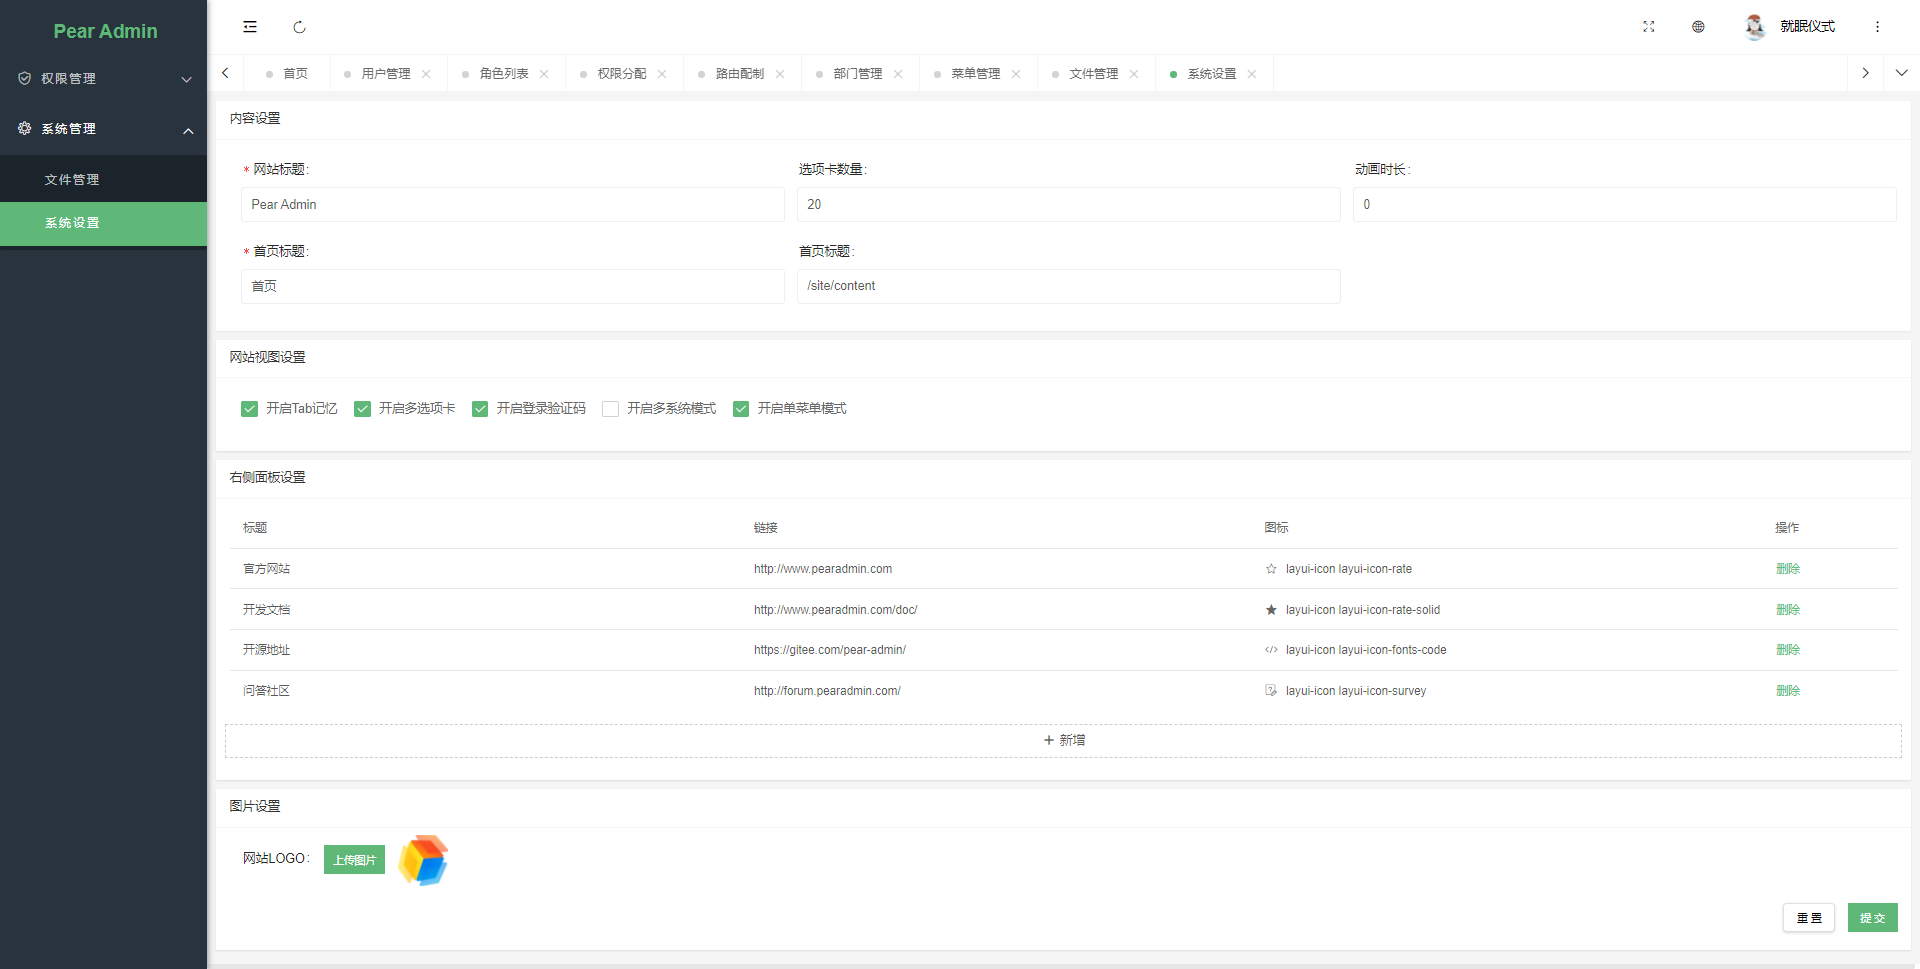 Pear Admin
权限管理
系统管理
文件管理
系统设置
就眠仪式
首页 用户管理 角色列表 权限分配 路由配制 部门管理 菜单管理 文件管理 系统设置
内容设置
* 网站标题: 选项卡数量: 动画时长:
Pear Admin 20 0
* 首页标题: 首页标题:
首页 /site/content
网站视图设置
开启Tab记忆 开启多选项卡 开启登录验证码 开启多系统模式 开启单菜单模式
右侧面板设置
标题 链接 图标 操作
官方网站 http://www.pearadmin.com layui-icon layui-icon-rate 删除
开发文档 http://www.pearadmin.com/doc/ layui-icon layui-icon-rate-solid 删除
开源地址 https://gitee.com/pear-admin/ layui-icon layui-icon-fonts-code 删除
问答社区 http://forum.pearadmin.com/ layui-icon layui-icon-survey 删除
+ 新增
图片设置
网站LOGO: 上传图片
重置 提交